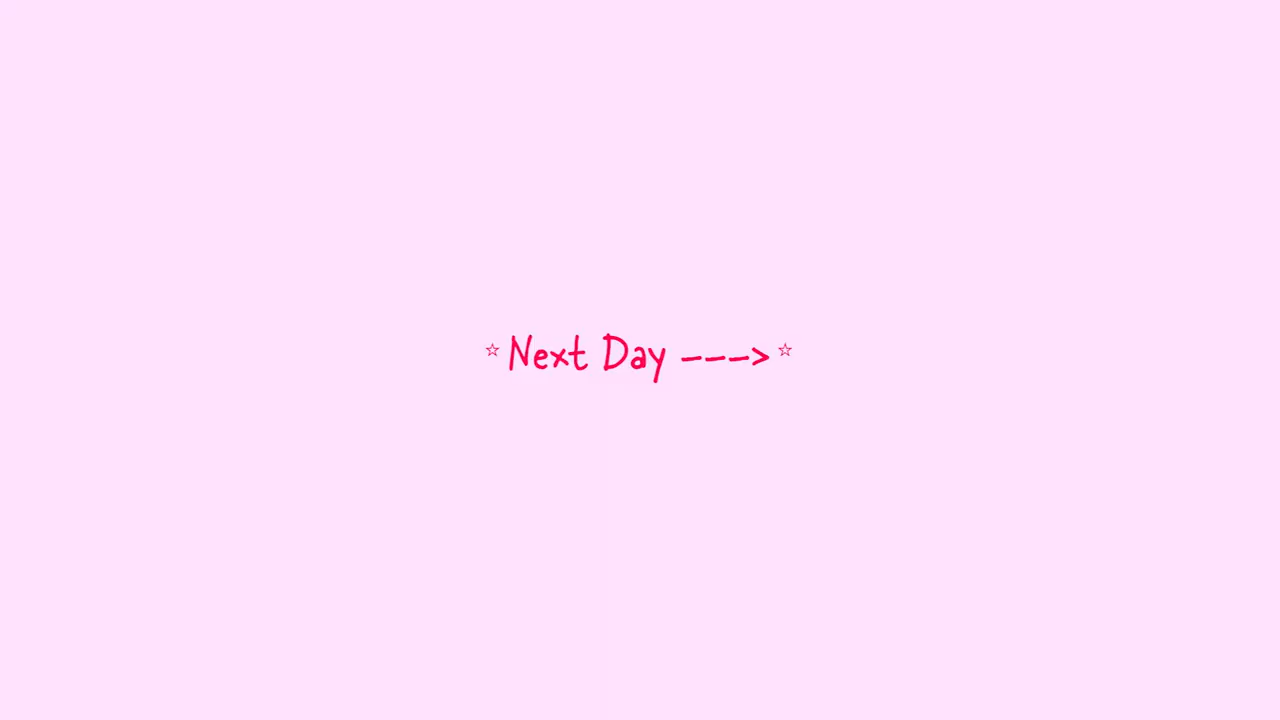 ☆ Next Day ---> ☆